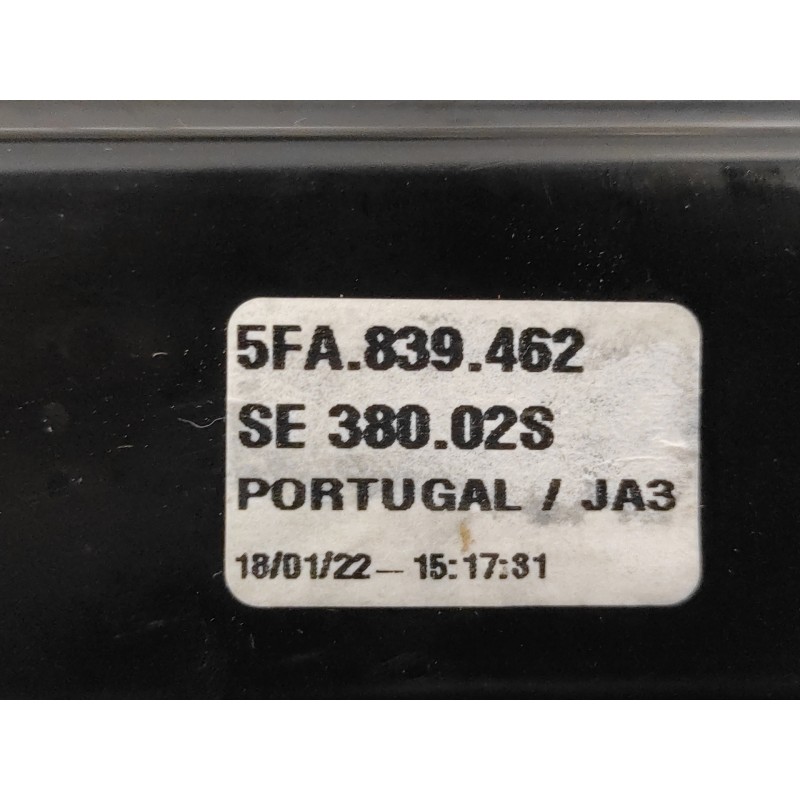 5FA.839.462
SE 380.02S
PORTUGAL / JA3
18/01/22 — 15:17:31